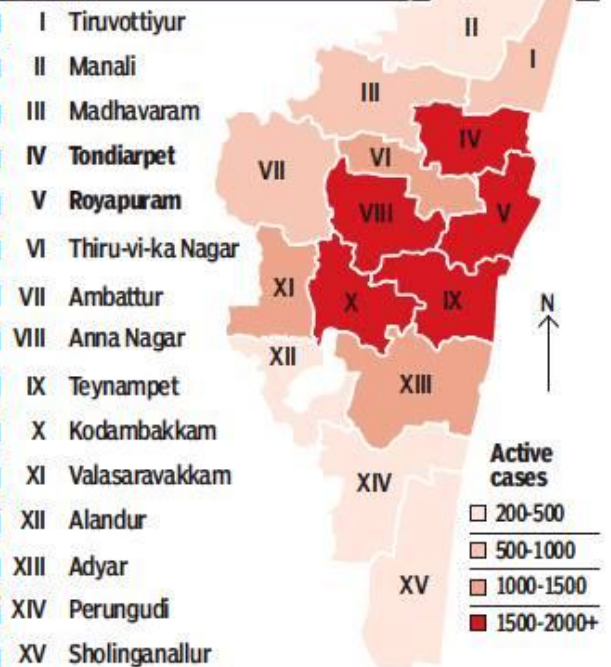 I Tiruvottiyur
II Manali
III Madhavaram
IV Tondiarpet
V Royapuram
VI Thiru-vi-ka Nagar
VII Ambattur
VIII Anna Nagar
IX Teynampet
X Kodambakkam
XI Valasaravakkam
XII Alandur
XIII Adyar
XIV Perungudi
XV Sholinganallur
II
I
III
IV
VI
VII
VIII
V
XI
X
IX
N
XII
XIII
XIV
XV
Active
cases
200-500
500-1000
1000-1500
1500-2000+